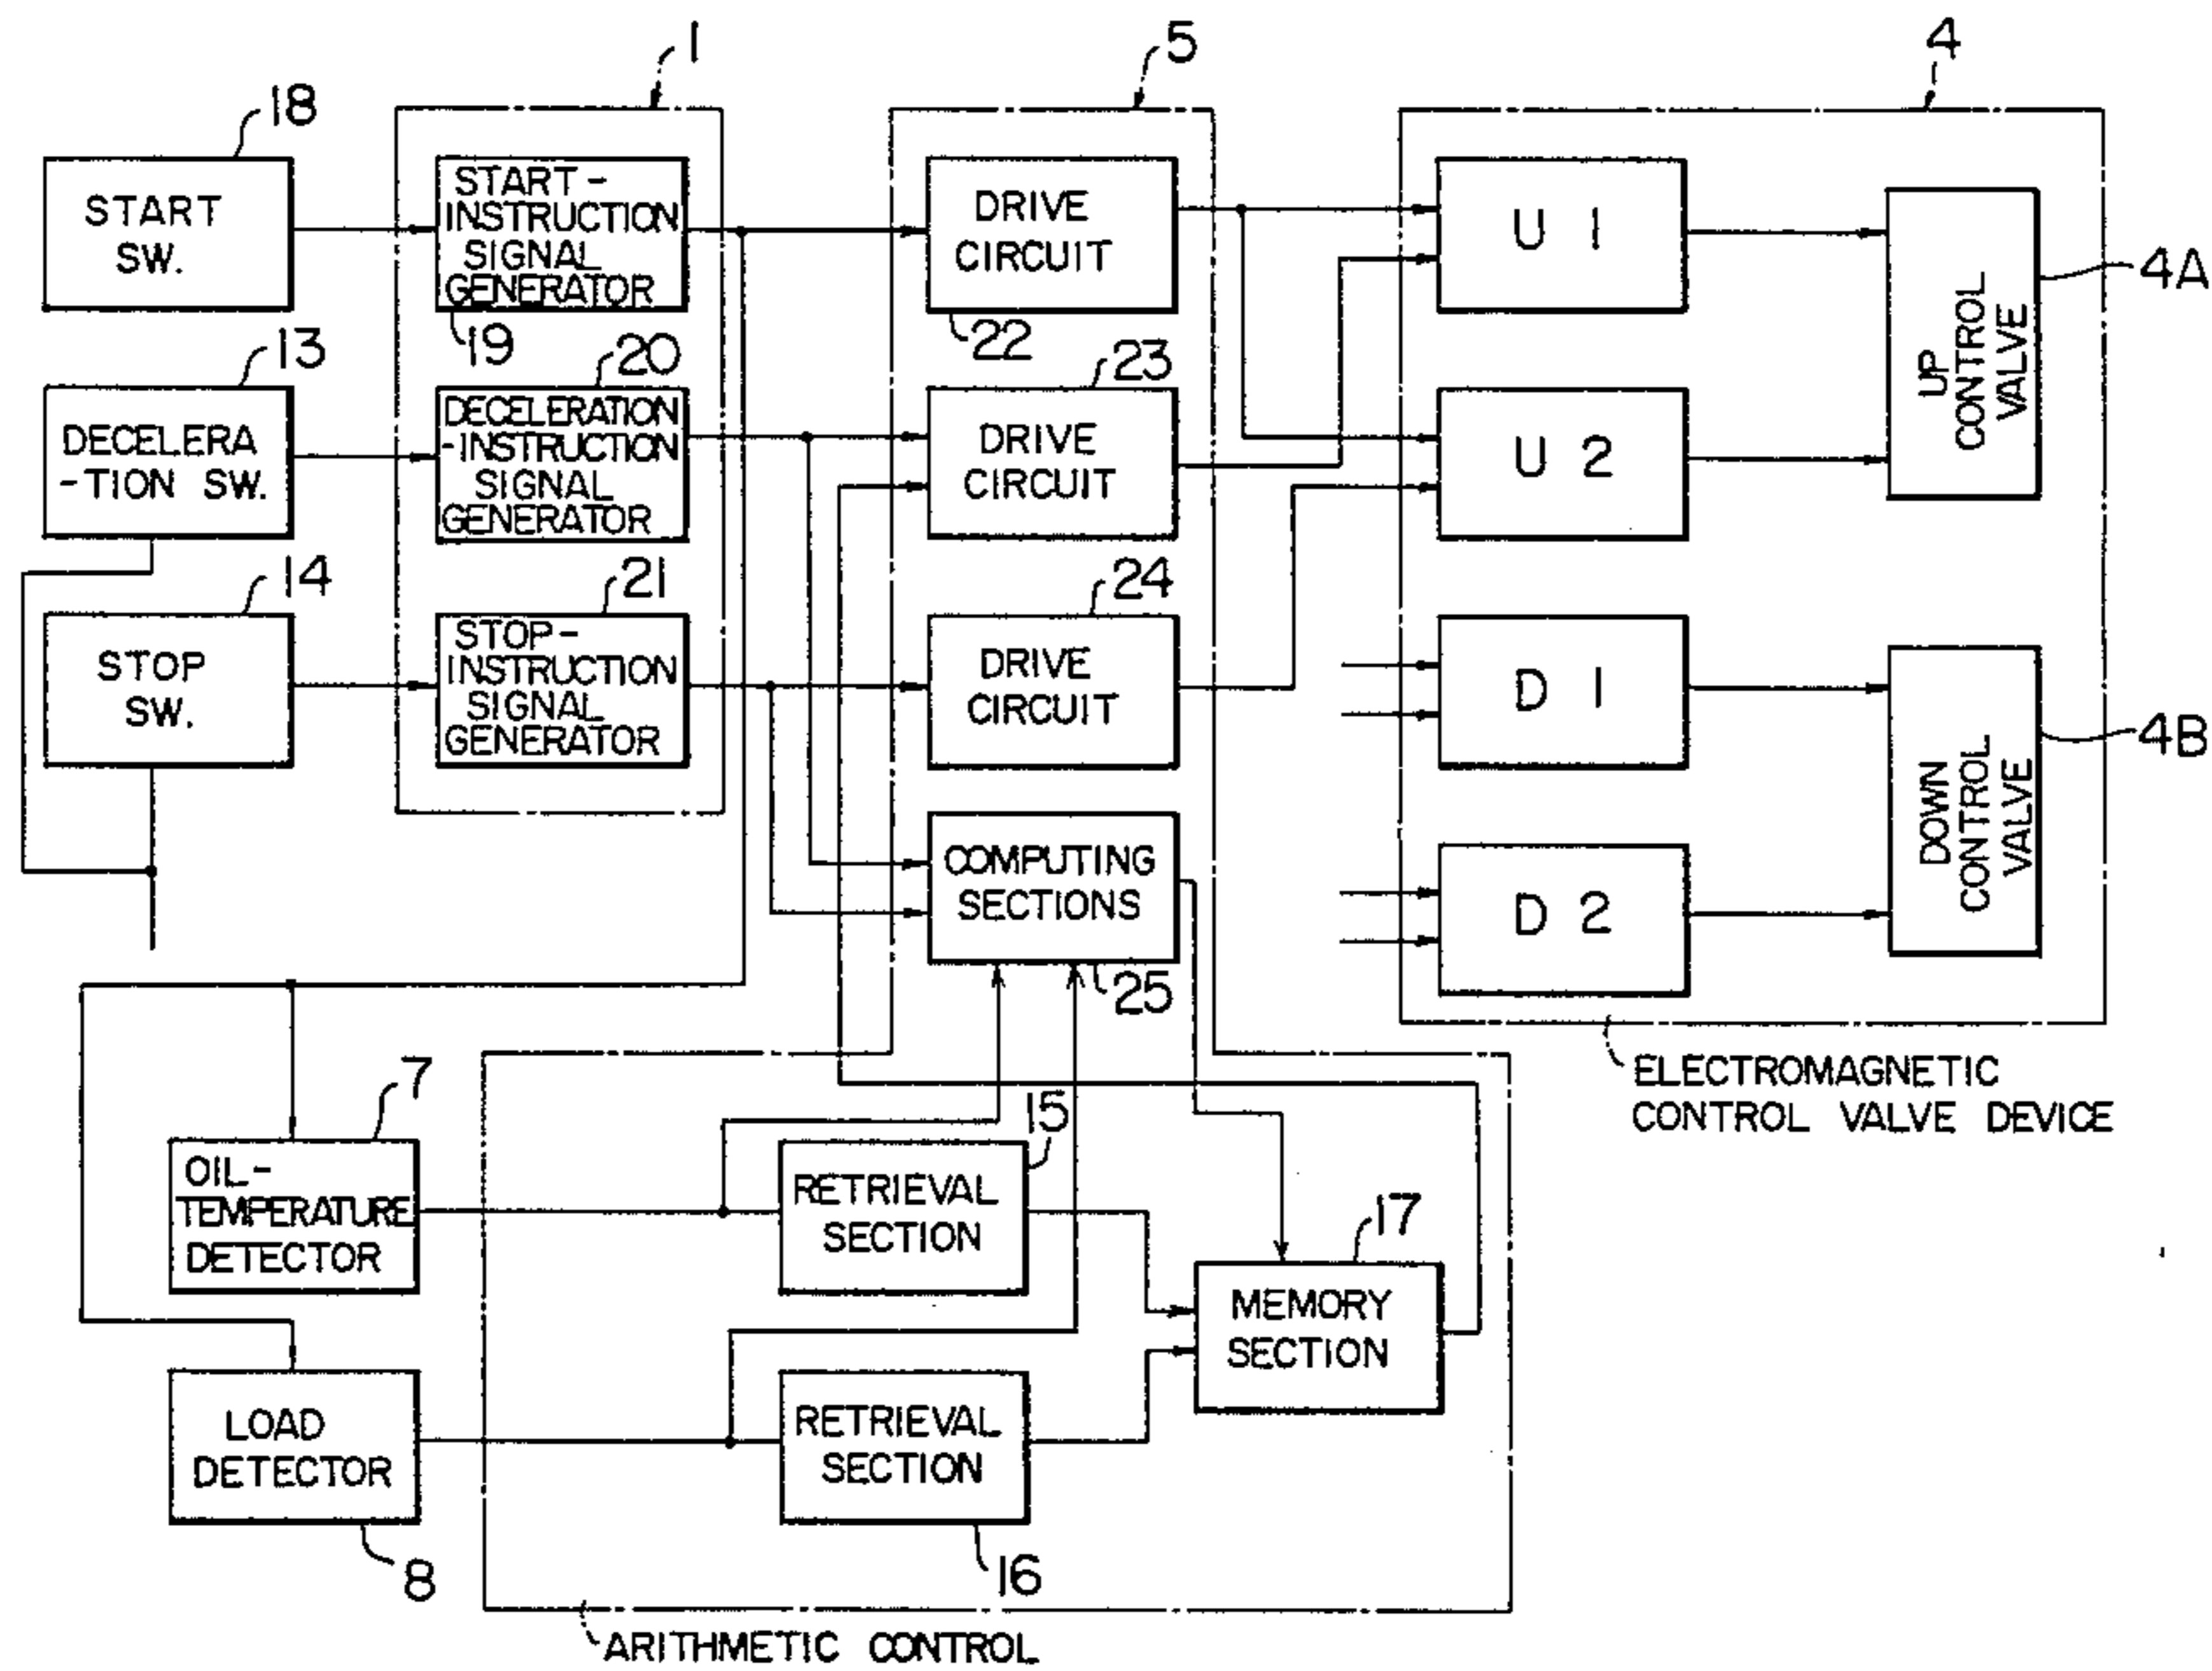 1
5
4
18
START
SW.
START-
INSTRUCTION
SIGNAL
GENERATOR
19
DRIVE
CIRCUIT
22
U 1
UP
CONTROL
VALVE
4A
13
DECELERA
-TION SW.
20
DECELERATION
-INSTRUCTION
SIGNAL
GENERATOR
23
DRIVE
CIRCUIT
U 2
14
STOP
SW.
21
STOP-
INSTRUCTION
SIGNAL
GENERATOR
24
DRIVE
CIRCUIT
D 1
DOWN
CONTROL
VALVE
4B
COMPUTING
SECTIONS
25
D 2
ELECTROMAGNETIC
CONTROL VALVE DEVICE
7
OIL-
TEMPERATURE
DETECTOR
15
RETRIEVAL
SECTION
17
MEMORY
SECTION
LOAD
DETECTOR
8
RETRIEVAL
SECTION
16
ARITHMETIC CONTROL